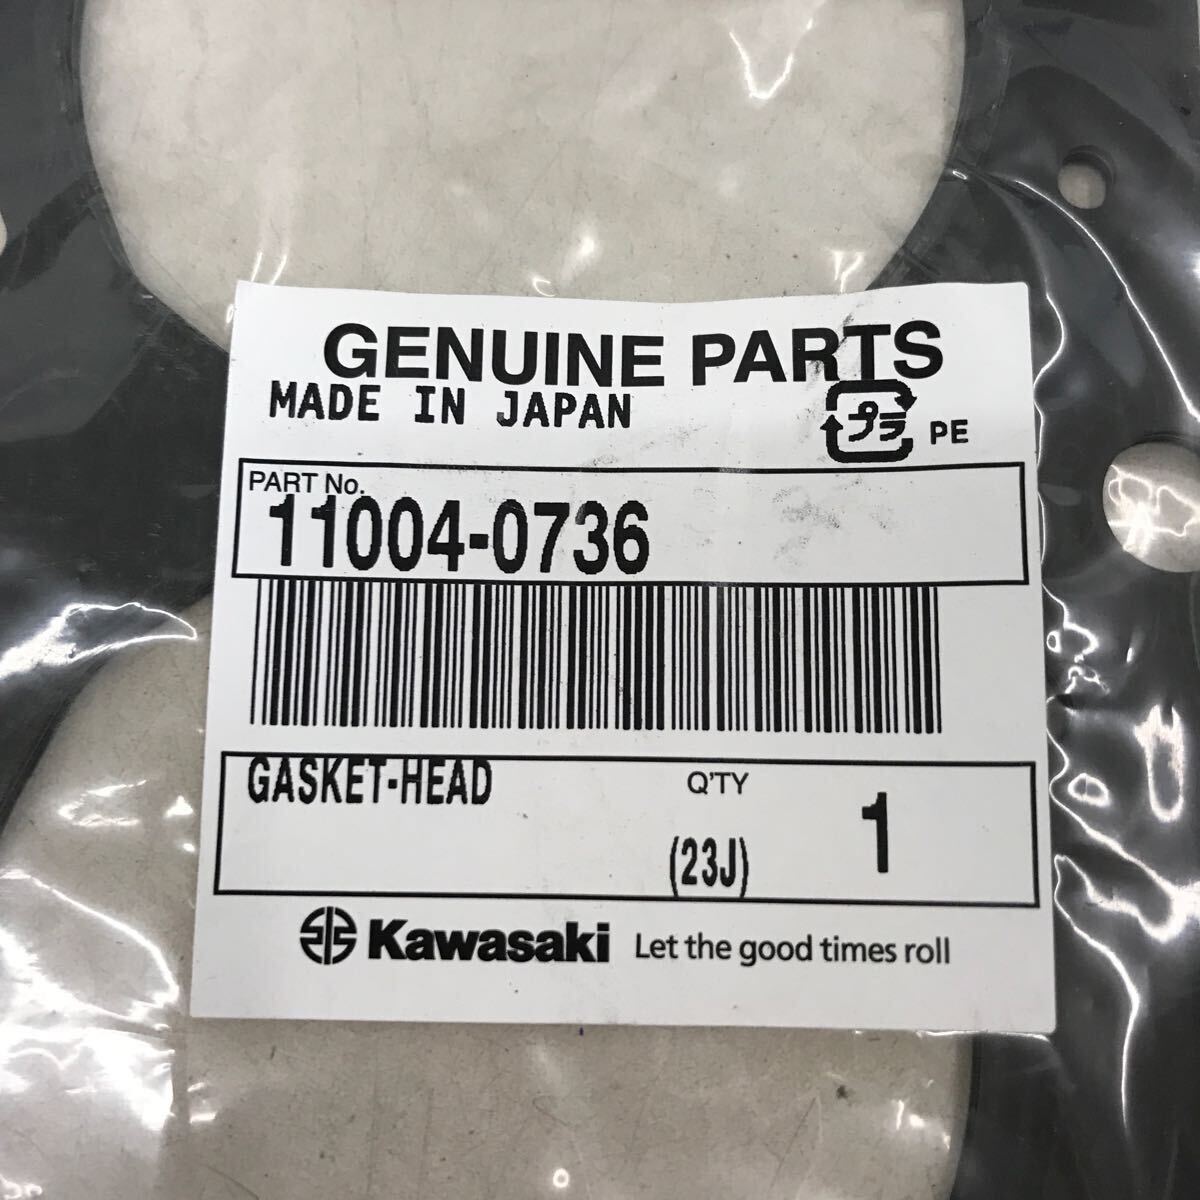 GENUINE PARTS
MADE IN JAPAN
プラ PE
PART No.
11004-0736
GASKET-HEAD Q'TY 1
(23J)
Kawasaki Let the good times roll